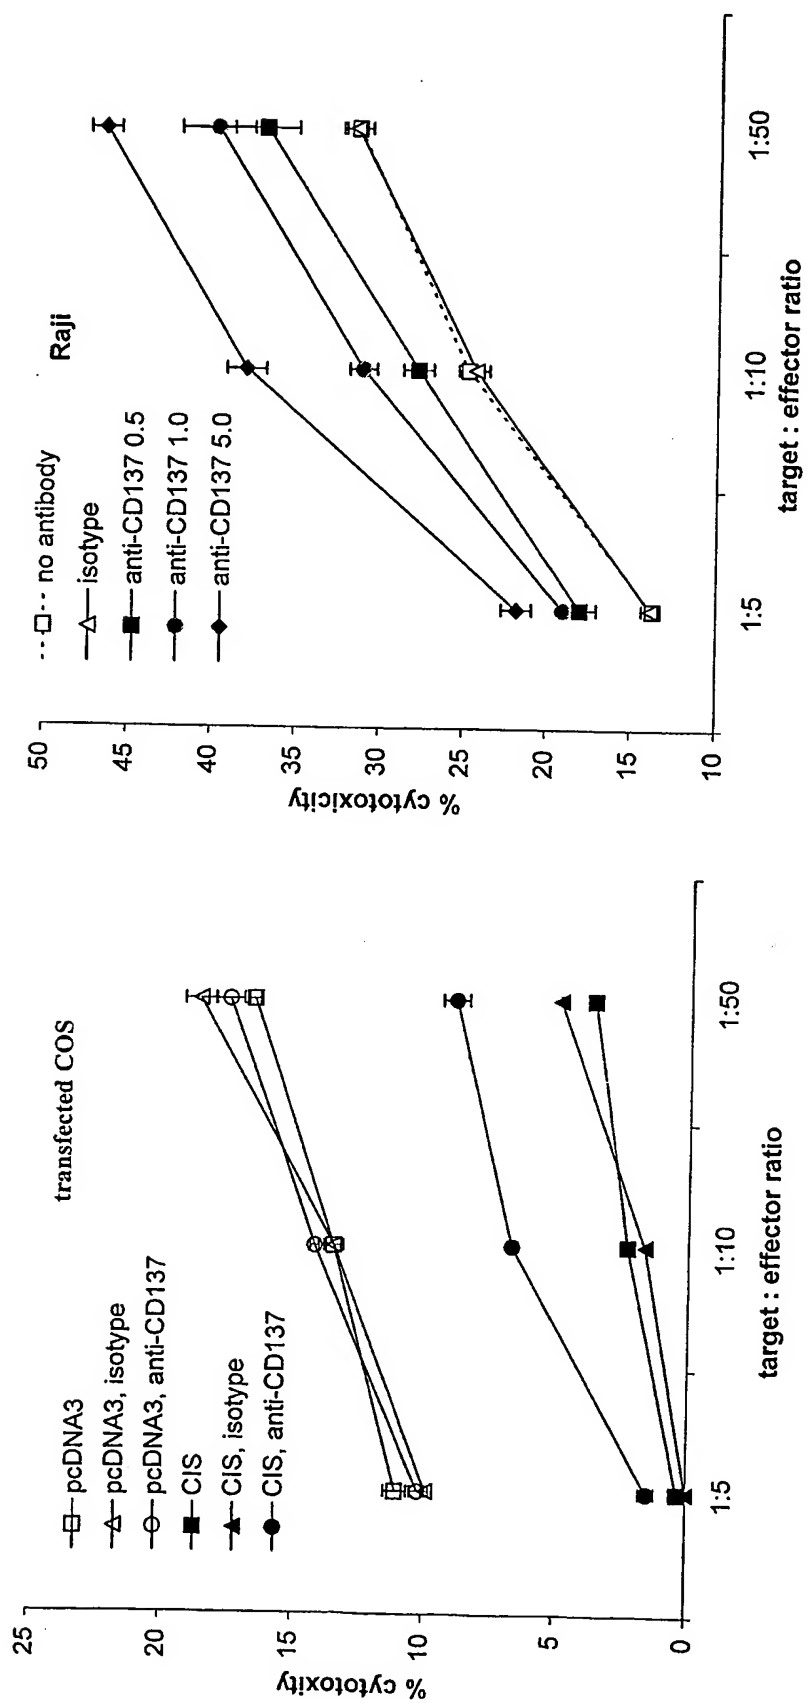 transfected COS
pcDNA3
pcDNA3, isotype
pcDNA3, anti-CD137
CIS
CIS, isotype
CIS, anti-CD137
25
20
15
10
5
0
% cytotoxity
1:5
1:10
1:50
target : effector ratio
Raji
no antibody
isotype
anti-CD137 0.5
anti-CD137 1.0
anti-CD137 5.0
50
45
40
35
30
25
20
15
10
% cytotoxicity
1:5
1:10
1:50
target : effector ratio